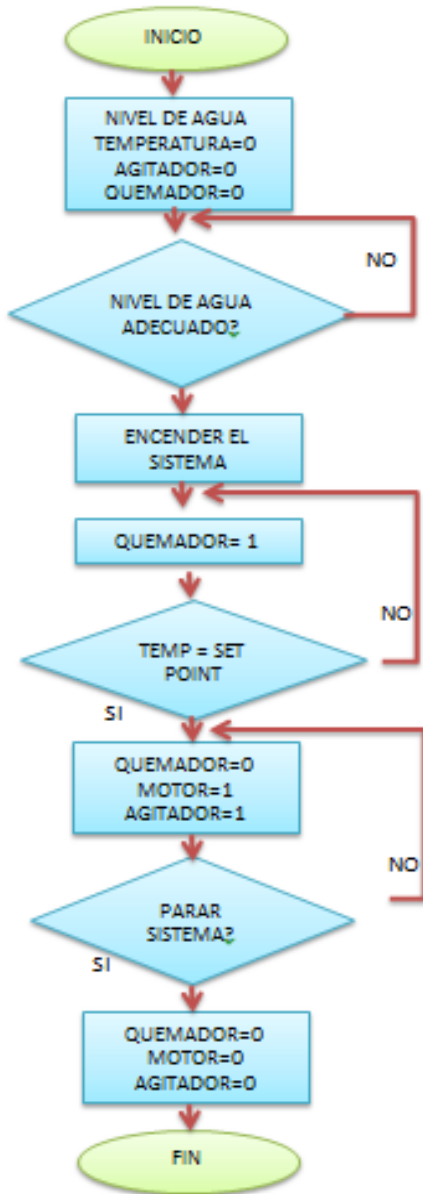 INICIO
NIVEL DE AGUA
TEMPERATURA=0
AGITADOR=0
QUEMADOR=0
NO
NIVEL DE AGUA
ADECUADO?
ENCENDER EL
SISTEMA
QUEMADOR= 1
NO
TEMP = SET
POINT
SI
QUEMADOR=0
MOTOR=1
AGITADOR=1
NO
PARAR
SISTEMA?
SI
QUEMADOR=0
MOTOR=0
AGITADOR=0
FIN